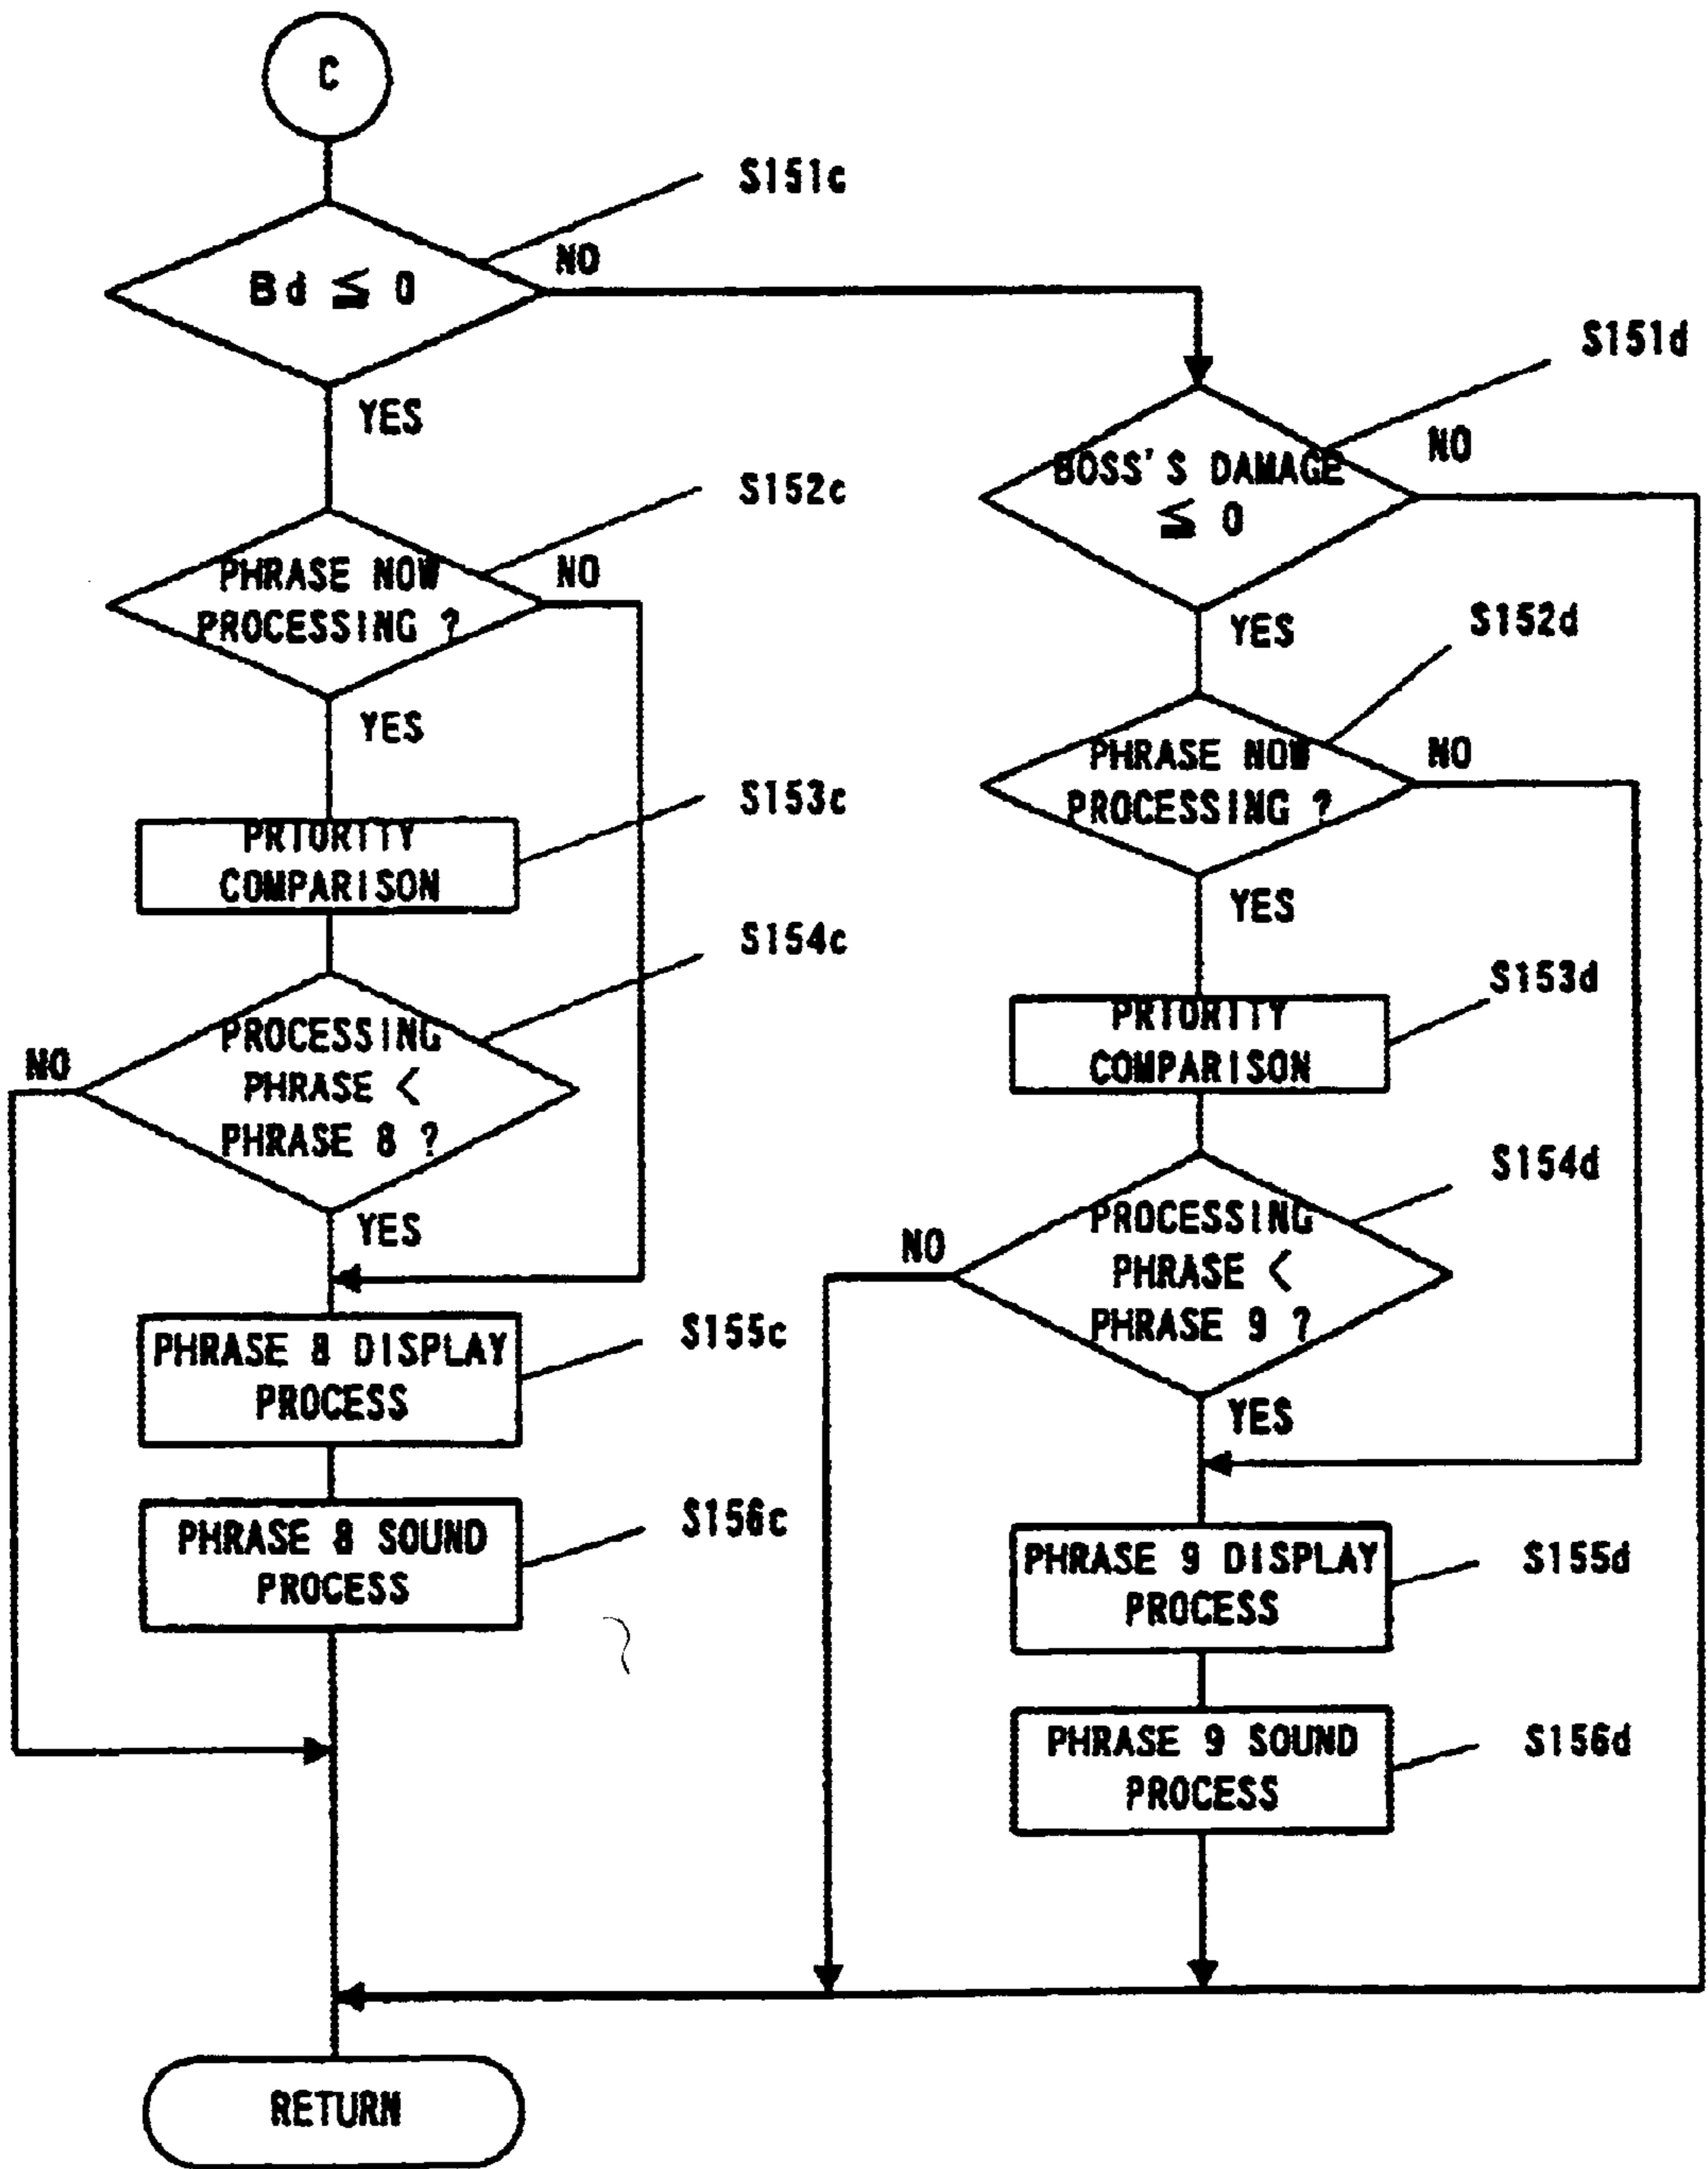 C
S151c
Bd ≦ 0
NO
YES
S152c
PHRASE NOW
PROCESSING ?
NO
YES
S153c
PRIORITY
COMPARISON
S154c
PROCESSING
PHRASE <
PHRASE 8 ?
NO
YES
S155c
PHRASE 8 DISPLAY
PROCESS
S156c
PHRASE 8 SOUND
PROCESS
S151d
BOSS'S DAMAGE
≦ 0
NO
YES
S152d
PHRASE NOW
PROCESSING ?
NO
YES
S153d
PRIORITY
COMPARISON
S154d
PROCESSING
PHRASE <
PHRASE 9 ?
NO
YES
S155d
PHRASE 9 DISPLAY
PROCESS
S156d
PHRASE 9 SOUND
PROCESS
RETURN